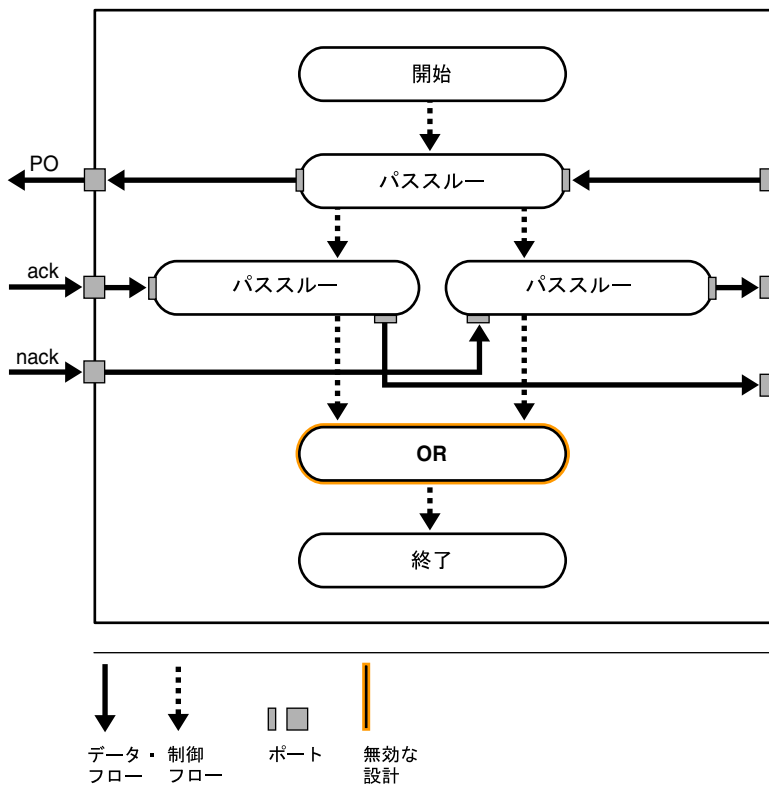 開始
PO
パススルー
ack
パススルー
パススルー
nack
OR
終了
データ・
フロー
制御
フロー
ポート
無効な
設計